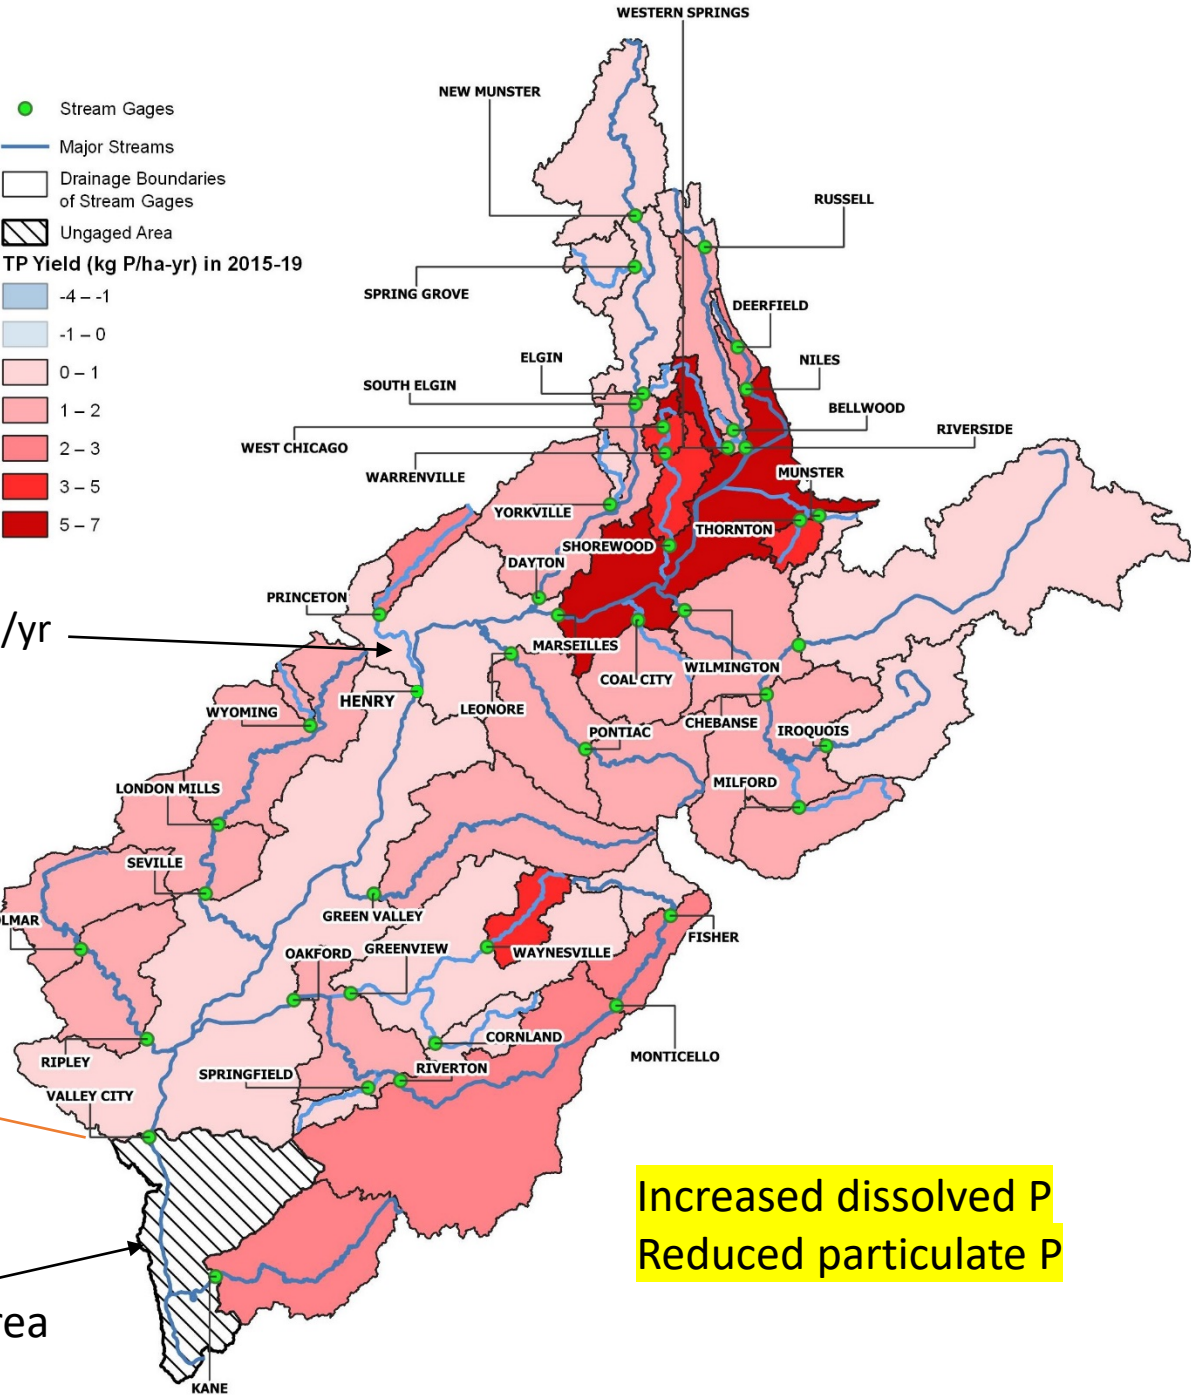 WESTERN SPRINGS
NEW MUNSTER
Stream Gages
Major Streams
Drainage Boundaries
of Stream Gages
Ungaged Area
TP Yield (kg P/ha-yr) in 2015-19
-4 – -1
-1 – 0
0 – 1
1 – 2
2 – 3
3 – 5
5 – 7
RUSSELL
SPRING GROVE
DEERFIELD
ELGIN
NILES
SOUTH ELGIN
BELLWOOD
RIVERSIDE
WEST CHICAGO
WARRENVILLE
MUNSTER
YORKVILLE
THORNTON
SHOREWOOD
DAYTON
PRINCETON
/yr
MARSEILLES
WILMINGTON
COAL CITY
HENRY
LEONORE
WYOMING
CHEBANSE
PONTIAC
IROQUOIS
MILFORD
LONDON MILLS
SEVILLE
GREEN VALLEY
OLMAR
FISHER
OAKFORD
GREENVIEW
WAYNESVILLE
CORNLAND
MONTICELLO
RIPLEY
SPRINGFIELD
RIVERTON
VALLEY CITY
Increased dissolved P
Reduced particulate P
rea
KANE